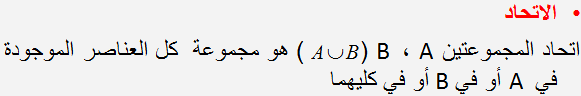 • الاتحاد
اتحاد المجموعتين A ، B (A∪B) هو مجموعة كل العناصر الموجودة
في A أو في B أو في كليهما